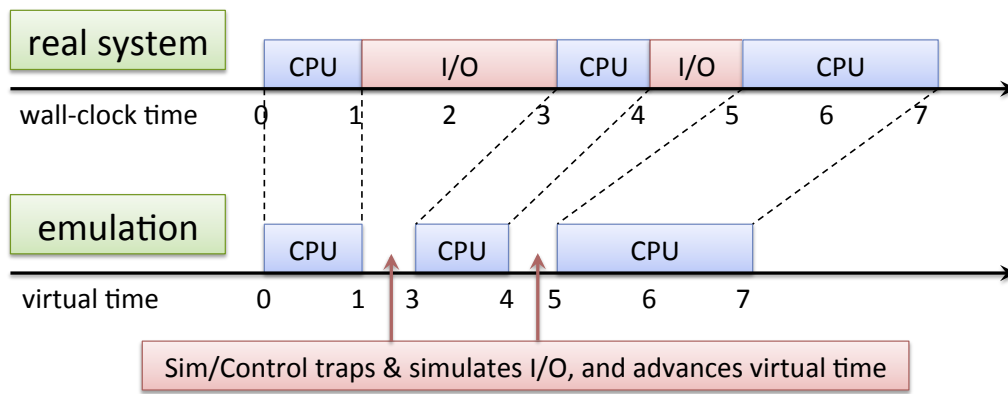 real system
CPU I/O CPU I/O CPU
wall-clock time 0 1 2 3 4 5 6 7
emulation
CPU CPU CPU
virtual time 0 1 3 4 5 6 7
Sim/Control traps & simulates I/O, and advances virtual time